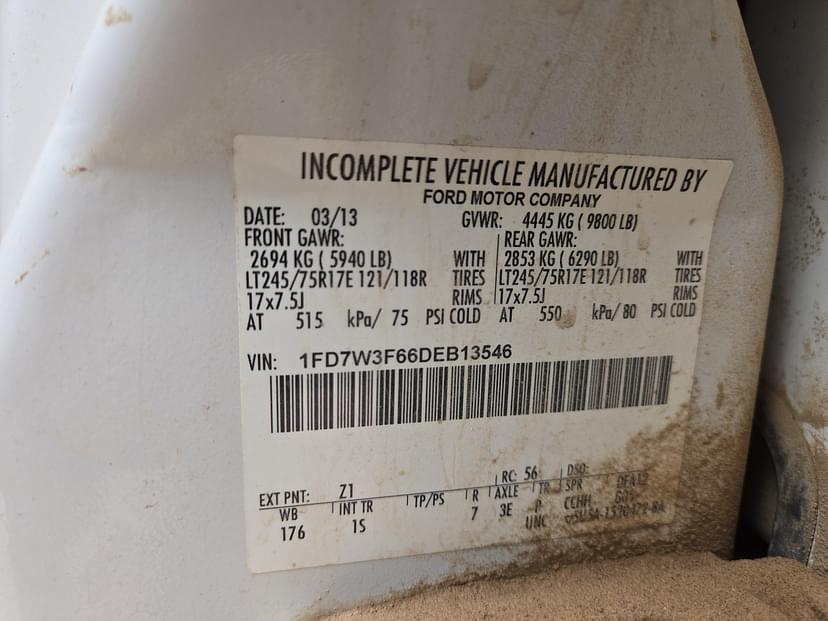 INCOMPLETE VEHICLE MANUFACTURED BY
FORD MOTOR COMPANY
DATE: 03/13 GVWR: 4445 KG ( 9800 LB)
FRONT GAWR: REAR GAWR:
2694 KG ( 5940 LB) WITH 2853 KG ( 6290 LB) WITH
LT245/75R17E 121/118R TIRES LT245/75R17E 121/118R TIRES
17x7.5J RIMS 17x7.5J RIMS
AT 515 kPa/ 75 PSI COLD AT 550 kPa/ 80 PSI COLD
VIN: 1FD7W3F66DEB13546
EXT PNT: Z1 RC: 56 DSO:
WB INT TR TP/PS R AXLE TR SPR
176 1S 7 3E P CCHH
UNC